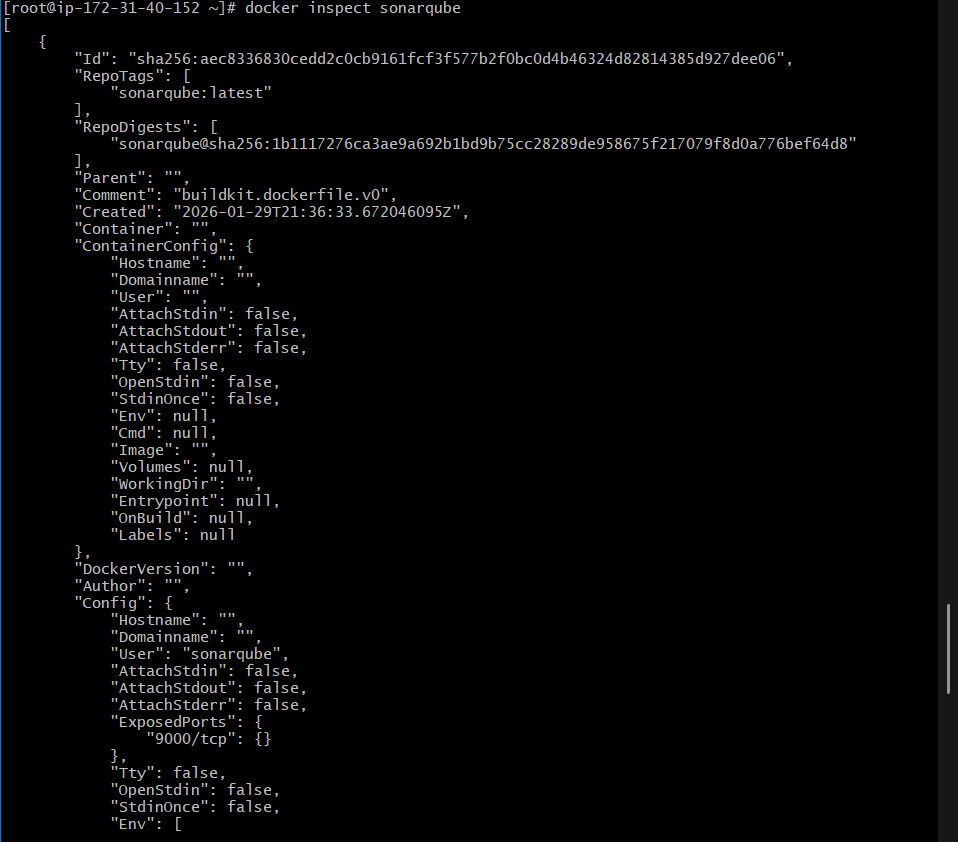 [root@ip-172-31-40-152 ~]# docker inspect sonarqube
[
    {
        "Id": "sha256:aec8336830cedd2c0cb9161fcf3f577b2f0bc0d4b46324d82814385d927dee06",
        "RepoTags": [
            "sonarqube:latest"
        ],
        "RepoDigests": [
            "sonarqube@sha256:1b1117276ca3ae9a692b1bd9b75cc28289de958675f217079f8d0a776bef64d8"
        ],
        "Parent": "",
        "Comment": "buildkit.dockerfile.v0",
        "Created": "2026-01-29T21:36:33.672046095Z",
        "Container": "",
        "ContainerConfig": {
            "Hostname": "",
            "Domainname": "",
            "User": "",
            "AttachStdin": false,
            "AttachStdout": false,
            "AttachStderr": false,
            "Tty": false,
            "OpenStdin": false,
            "StdinOnce": false,
            "Env": null,
            "Cmd": null,
            "Image": "",
            "Volumes": null,
            "WorkingDir": "",
            "Entrypoint": null,
            "OnBuild": null,
            "Labels": null
        },
        "DockerVersion": "",
        "Author": "",
        "Config": {
            "Hostname": "",
            "Domainname": "",
            "User": "sonarqube",
            "AttachStdin": false,
            "AttachStdout": false,
            "AttachStderr": false,
            "ExposedPorts": {
                "9000/tcp": {}
            },
            "Tty": false,
            "OpenStdin": false,
            "StdinOnce": false,
            "Env": [